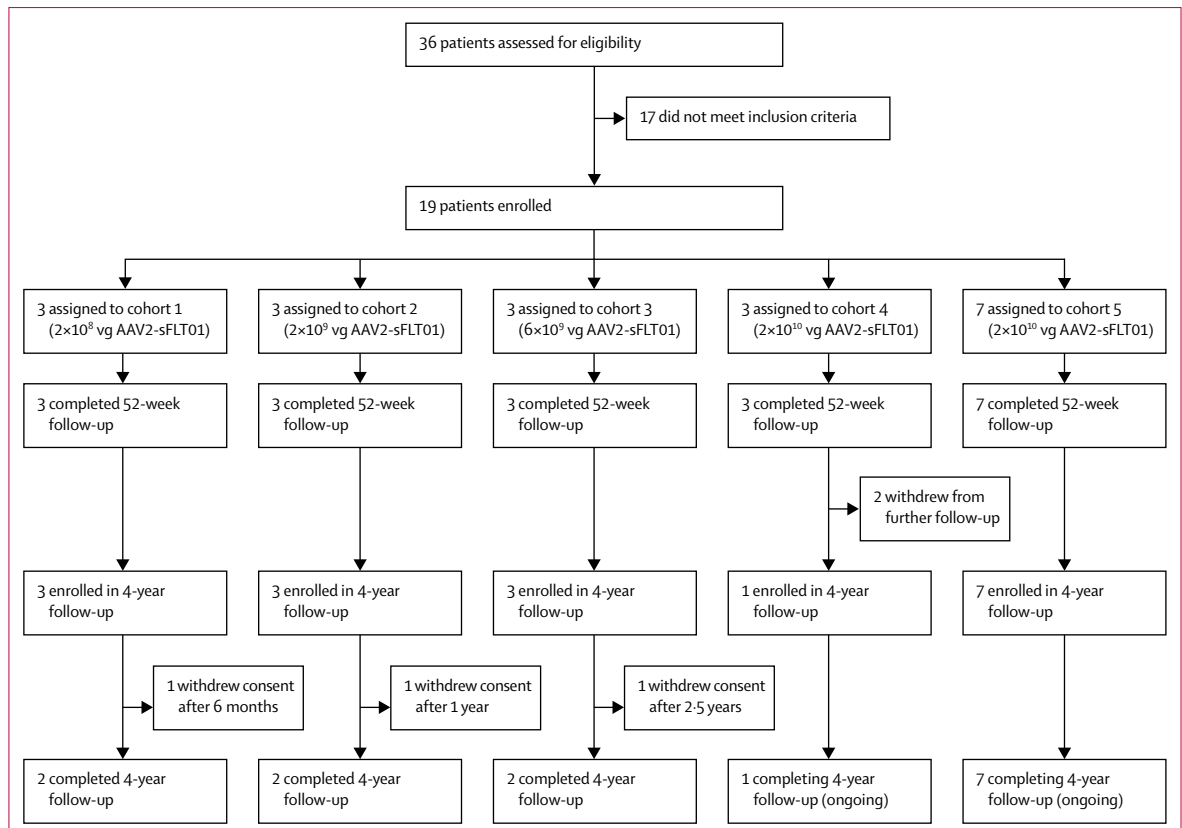 36 patients assessed for eligibility
17 did not meet inclusion criteria
19 patients enrolled
3 assigned to cohort 1
(2×10⁸ vg AAV2-sFLT01)
3 assigned to cohort 2
(2×10⁹ vg AAV2-sFLT01)
3 assigned to cohort 3
(6×10⁹ vg AAV2-sFLT01)
3 assigned to cohort 4
(2×10¹⁰ vg AAV2-sFLT01)
7 assigned to cohort 5
(2×10¹⁰ vg AAV2-sFLT01)
3 completed 52-week
follow-up
3 completed 52-week
follow-up
3 completed 52-week
follow-up
3 completed 52-week
follow-up
7 completed 52-week
follow-up
2 withdrew from
further follow-up
3 enrolled in 4-year
follow-up
3 enrolled in 4-year
follow-up
3 enrolled in 4-year
follow-up
1 enrolled in 4-year
follow-up
7 enrolled in 4-year
follow-up
1 withdrew consent
after 6 months
1 withdrew consent
after 1 year
1 withdrew consent
after 2·5 years
2 completed 4-year
follow-up
2 completed 4-year
follow-up
2 completed 4-year
follow-up
1 completing 4-year
follow-up (ongoing)
7 completing 4-year
follow-up (ongoing)